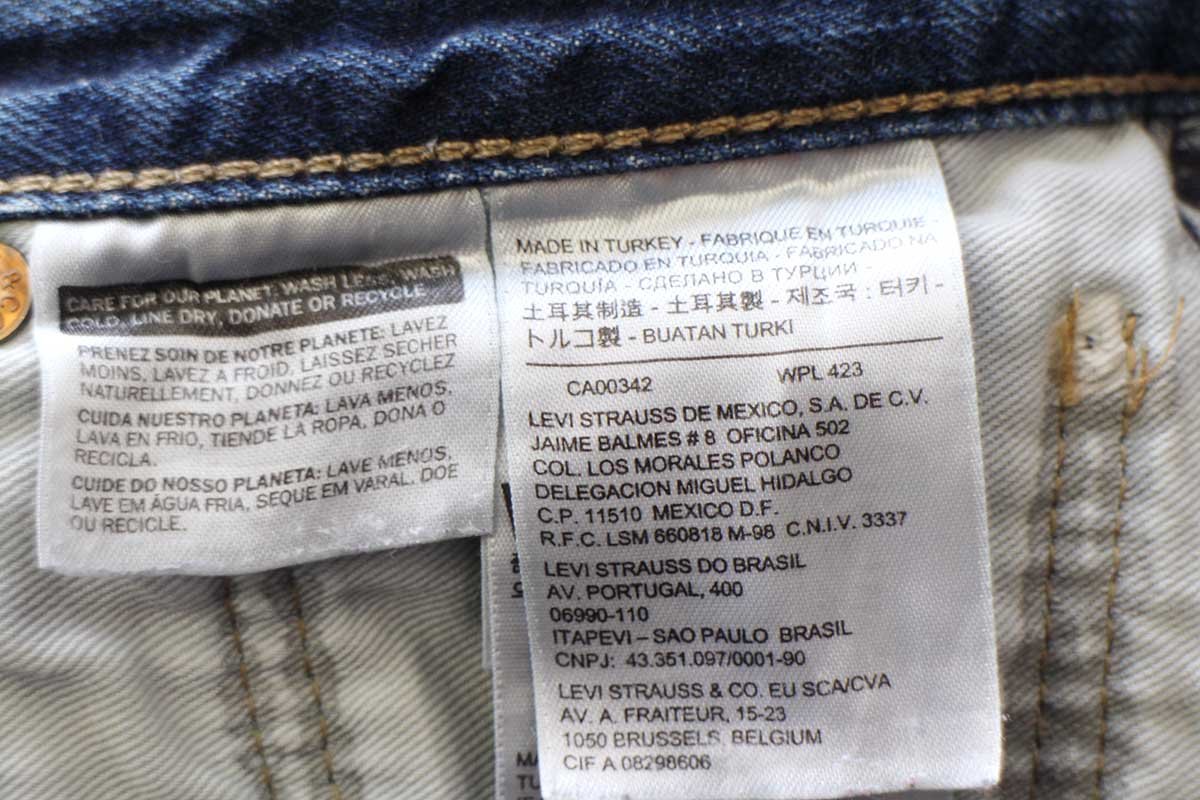 CARE FOR OUR PLANET: WASH LESS, WASH
COLD, LINE DRY, DONATE OR RECYCLE
PRENEZ SOIN DE NOTRE PLANETE: LAVEZ
MOINS, LAVEZ A FROID, LAISSEZ SECHER
NATURELLEMENT, DONNEZ OU RECYCLEZ
CUIDA NUESTRO PLANETA: LAVA MENOS,
LAVA EN FRIO, TIENDE LA ROPA, DONA O
RECICLA.
CUIDE DO NOSSO PLANETA: LAVE MENOS,
LAVE EM ÁGUA FRIA, SEQUE EM VARAL, DOE
OU RECICLE.
MADE IN TURKEY - FABRIQUE EN TURQUIE -
FABRICADO EN TURQUIA - FABRICADO NA
TURQUÍA - СДЕЛАНО В ТУРЦИИ -
土耳其制造 - 土耳其製 - 제조국 : 터키 -
トルコ製 - BUATAN TURKI
CA00342 WPL 423
LEVI STRAUSS DE MEXICO, S.A. DE C.V.
JAIME BALMES # 8 OFICINA 502
COL. LOS MORALES POLANCO
DELEGACION MIGUEL HIDALGO
C.P. 11510 MEXICO D.F.
R.F.C. LSM 660818 M-98 C.N.I.V. 3337
LEVI STRAUSS DO BRASIL
AV. PORTUGAL, 400
06990-110
ITAPEVI – SAO PAULO BRASIL
CNPJ: 43.351.097/0001-90
LEVI STRAUSS & CO. EU SCA/CVA
AV. A. FRAITEUR, 15-23
1050 BRUSSELS, BELGIUM
CIF A 08298606